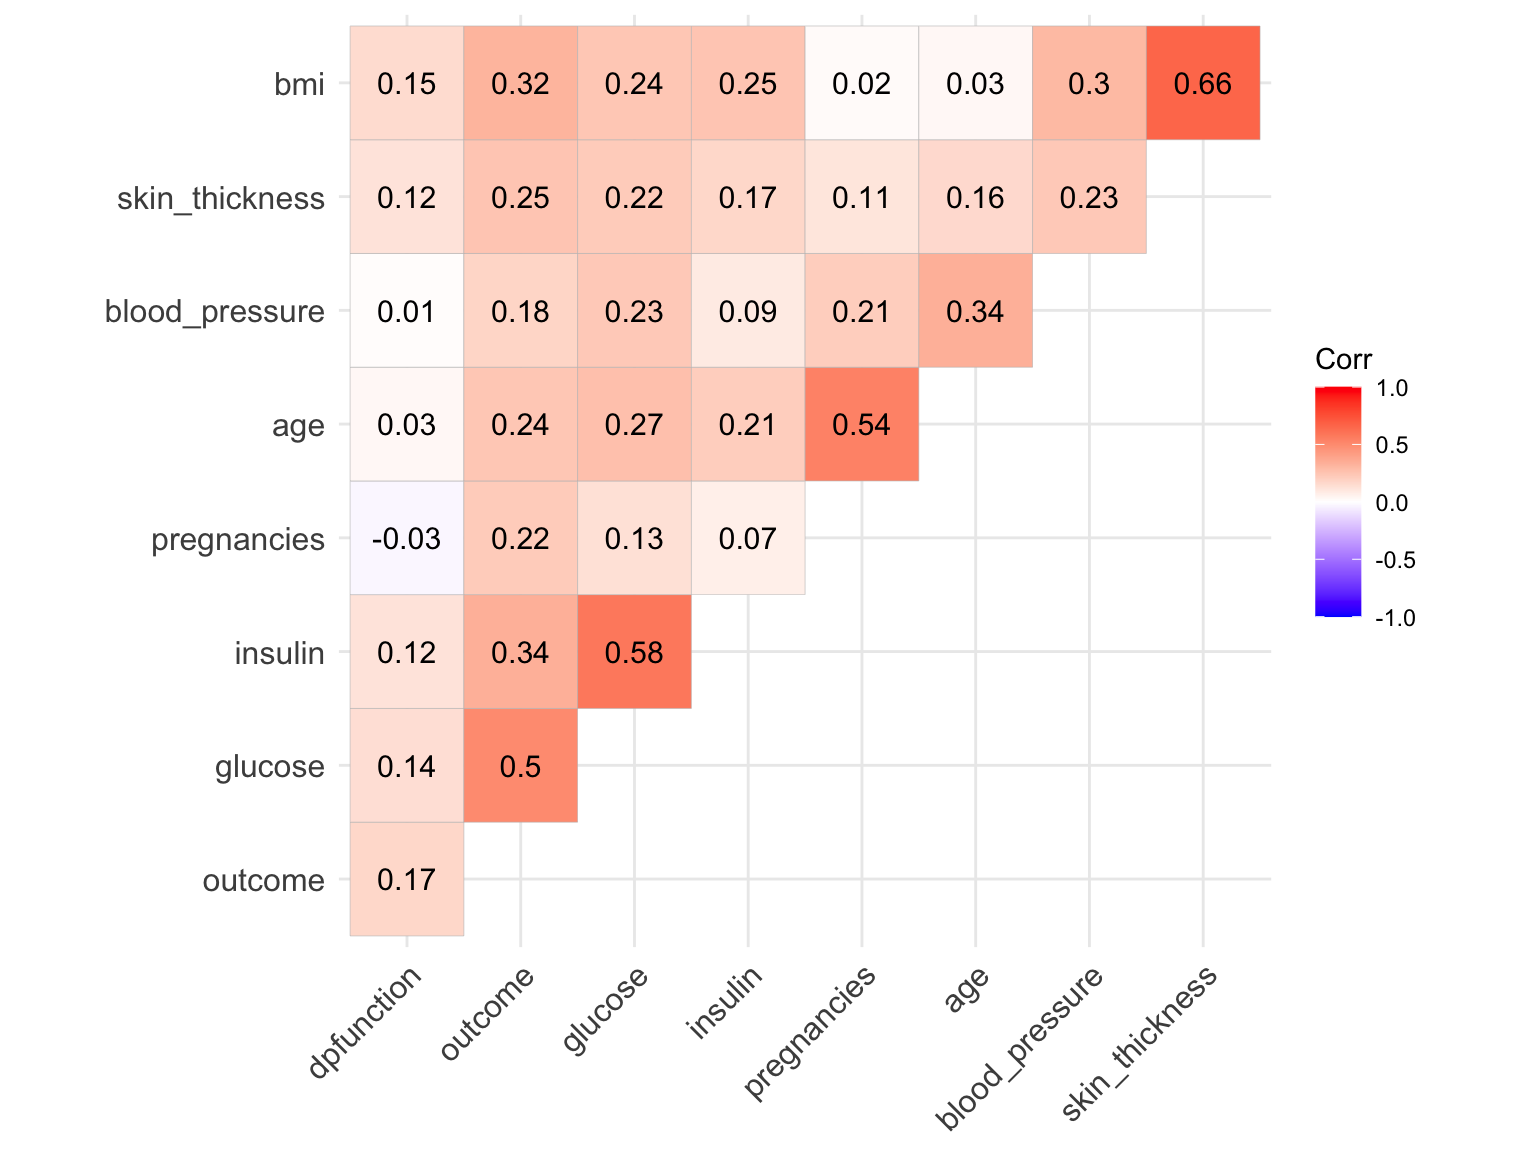 bmi 0.15 0.32 0.24 0.25 0.02 0.03 0.3 0.66
skin_thickness 0.12 0.25 0.22 0.17 0.11 0.16 0.23
blood_pressure 0.01 0.18 0.23 0.09 0.21 0.34
age 0.03 0.24 0.27 0.21 0.54
pregnancies -0.03 0.22 0.13 0.07
insulin 0.12 0.34 0.58
glucose 0.14 0.5
outcome 0.17
dpfunction outcome glucose insulin pregnancies age blood_pressure skin_thickness
Corr
1.0
0.5
0.0
-0.5
-1.0